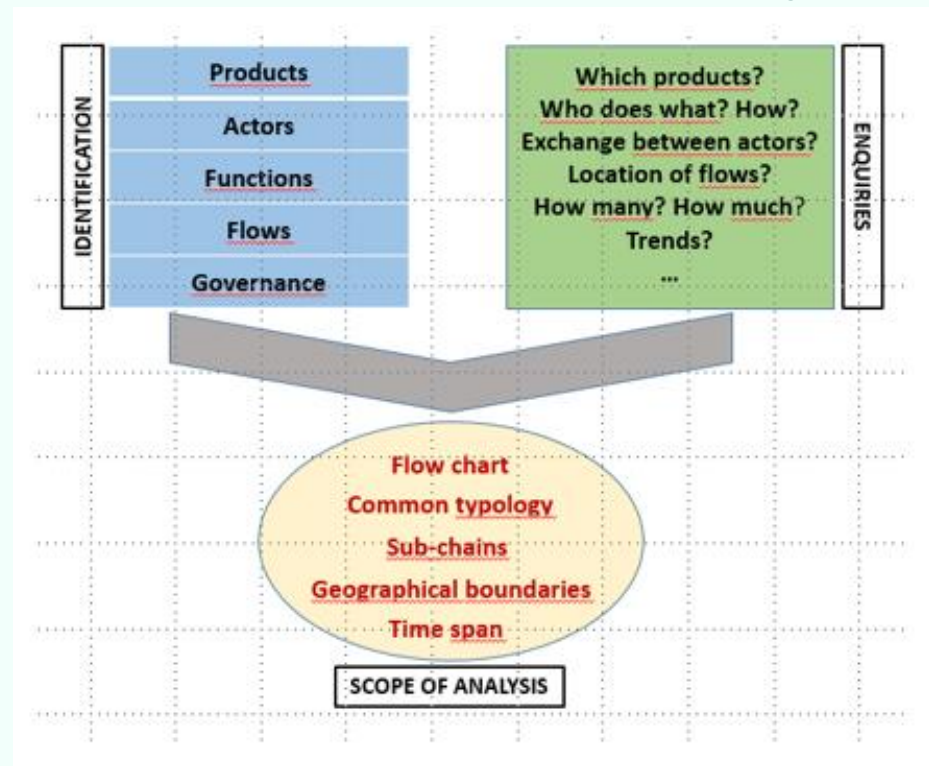 IDENTIFICATION
Products
Actors
Functions
Flows
Governance
Which products?
Who does what? How?
Exchange between actors?
Location of flows?
How many? How much?
Trends?
...
ENQUIRIES
Flow chart
Common typology
Sub-chains
Geographical boundaries
Time span
SCOPE OF ANALYSIS